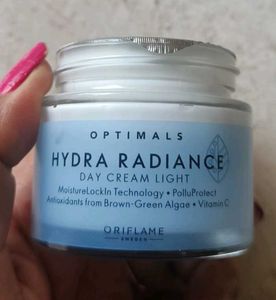 OPTIMALS
HYDRA RADIANCE
DAY CREAM LIGHT
MoistureLockIn Technology • PolluProtect
Antioxidants from Brown-Green Algae • Vitamin C
ORIFLAME
SWEDEN